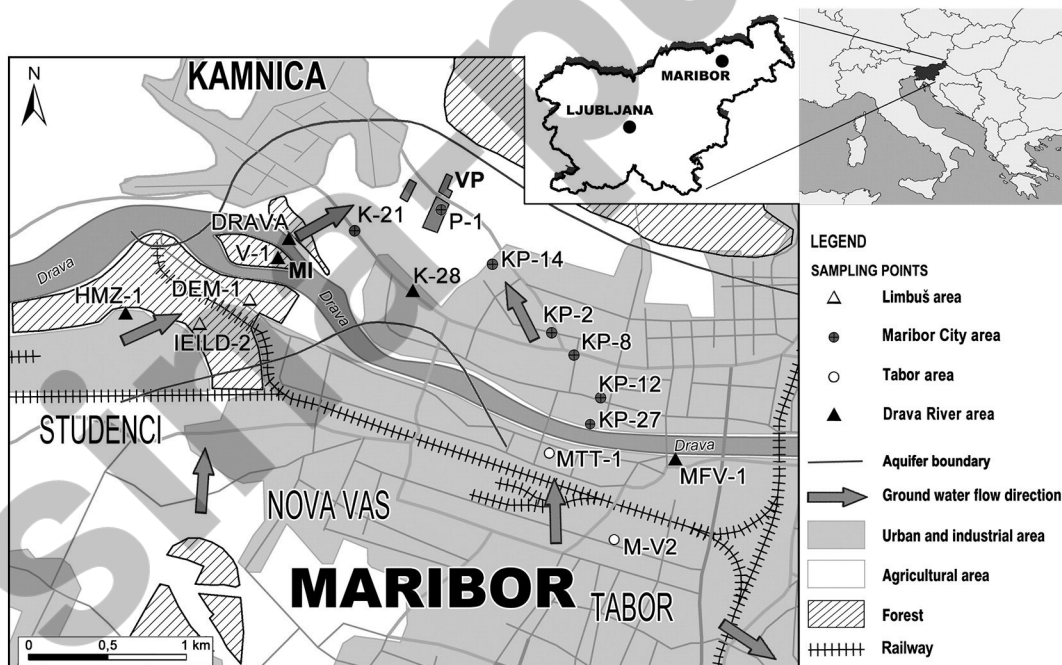 N
KAMNICA
MARIBOR
LJUBLJANA
VP
K-21
P-1
DRAVA
V-1
MI
KP-14
Drava
K-28
HMZ-1
DEM-1
Drava
KP-2
IEILD-2
KP-8
KP-12
STUDENCI
KP-27
Drava
MTT-1
MFV-1
NOVA VAS
M-V2
MARIBOR
TABOR
0 0,5 1 km
LEGEND
SAMPLING POINTS
Limbuš area
Maribor City area
Tabor area
Drava River area
Aquifer boundary
Ground water flow direction
Urban and industrial area
Agricultural area
Forest
Railway